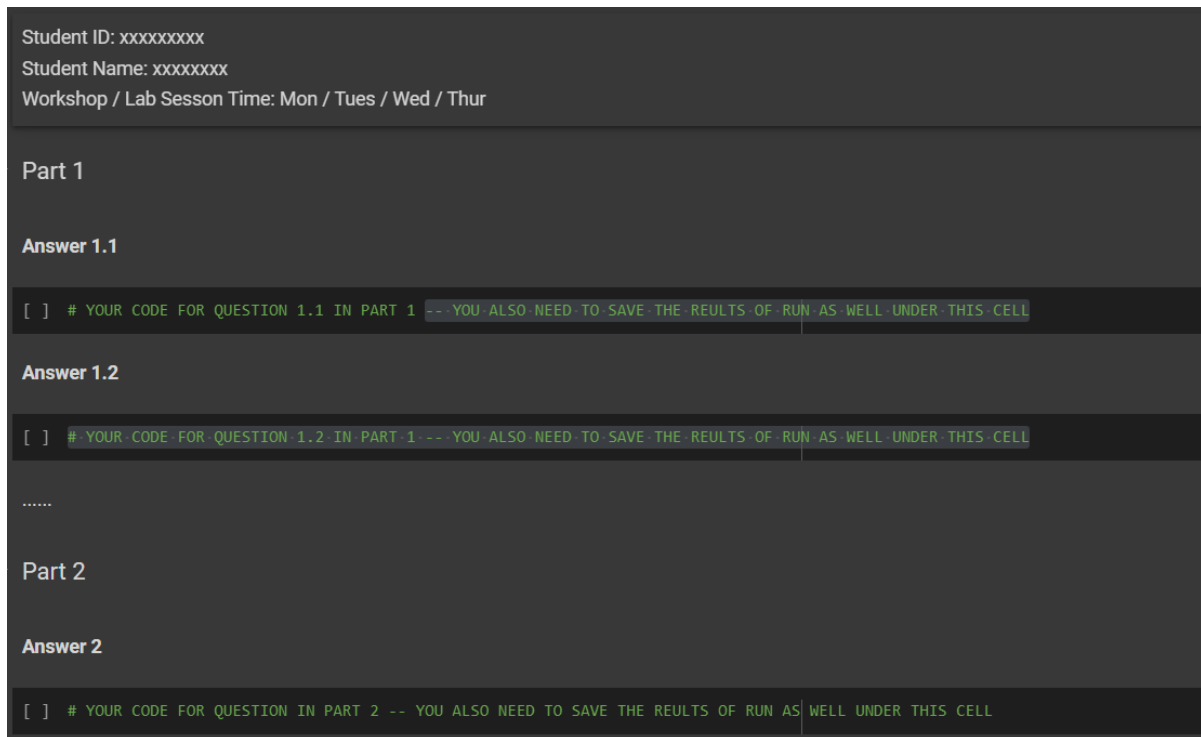 Student ID: xxxxxxxxx
Student Name: xxxxxxxx
Workshop / Lab Sesson Time: Mon / Tues / Wed / Thur
Part 1
Answer 1.1
[ ] # YOUR CODE FOR QUESTION 1.1 IN PART 1 -- YOU ALSO NEED TO SAVE THE REULTS OF RUN AS WELL UNDER THIS CELL
Answer 1.2
[ ] # YOUR CODE FOR QUESTION 1.2 IN PART 1 -- YOU ALSO NEED TO SAVE THE REULTS OF RUN AS WELL UNDER THIS CELL
......
Part 2
Answer 2
[ ] # YOUR CODE FOR QUESTION IN PART 2 -- YOU ALSO NEED TO SAVE THE REULTS OF RUN AS WELL UNDER THIS CELL